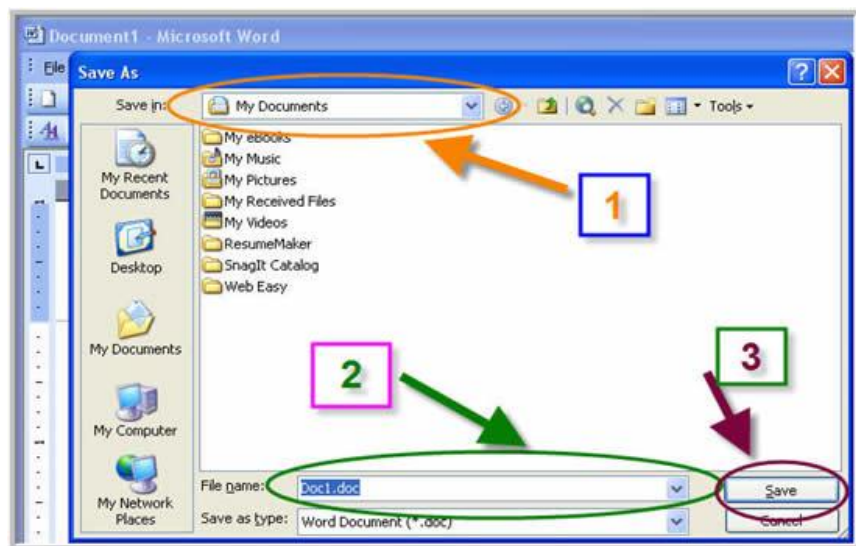 Document1 - Microsoft Word
File
Save As
Save in:
My Documents
Tools
My eBooks
My Music
My Pictures
My Received Files
My Videos
ResumeMaker
SnagIt Catalog
Web Easy
My Recent
Documents
Desktop
My Documents
My Computer
My Network
Places
1
2
3
File name:
Doc1.doc
Save
Save as type:
Word Document (*.doc)
Cancel